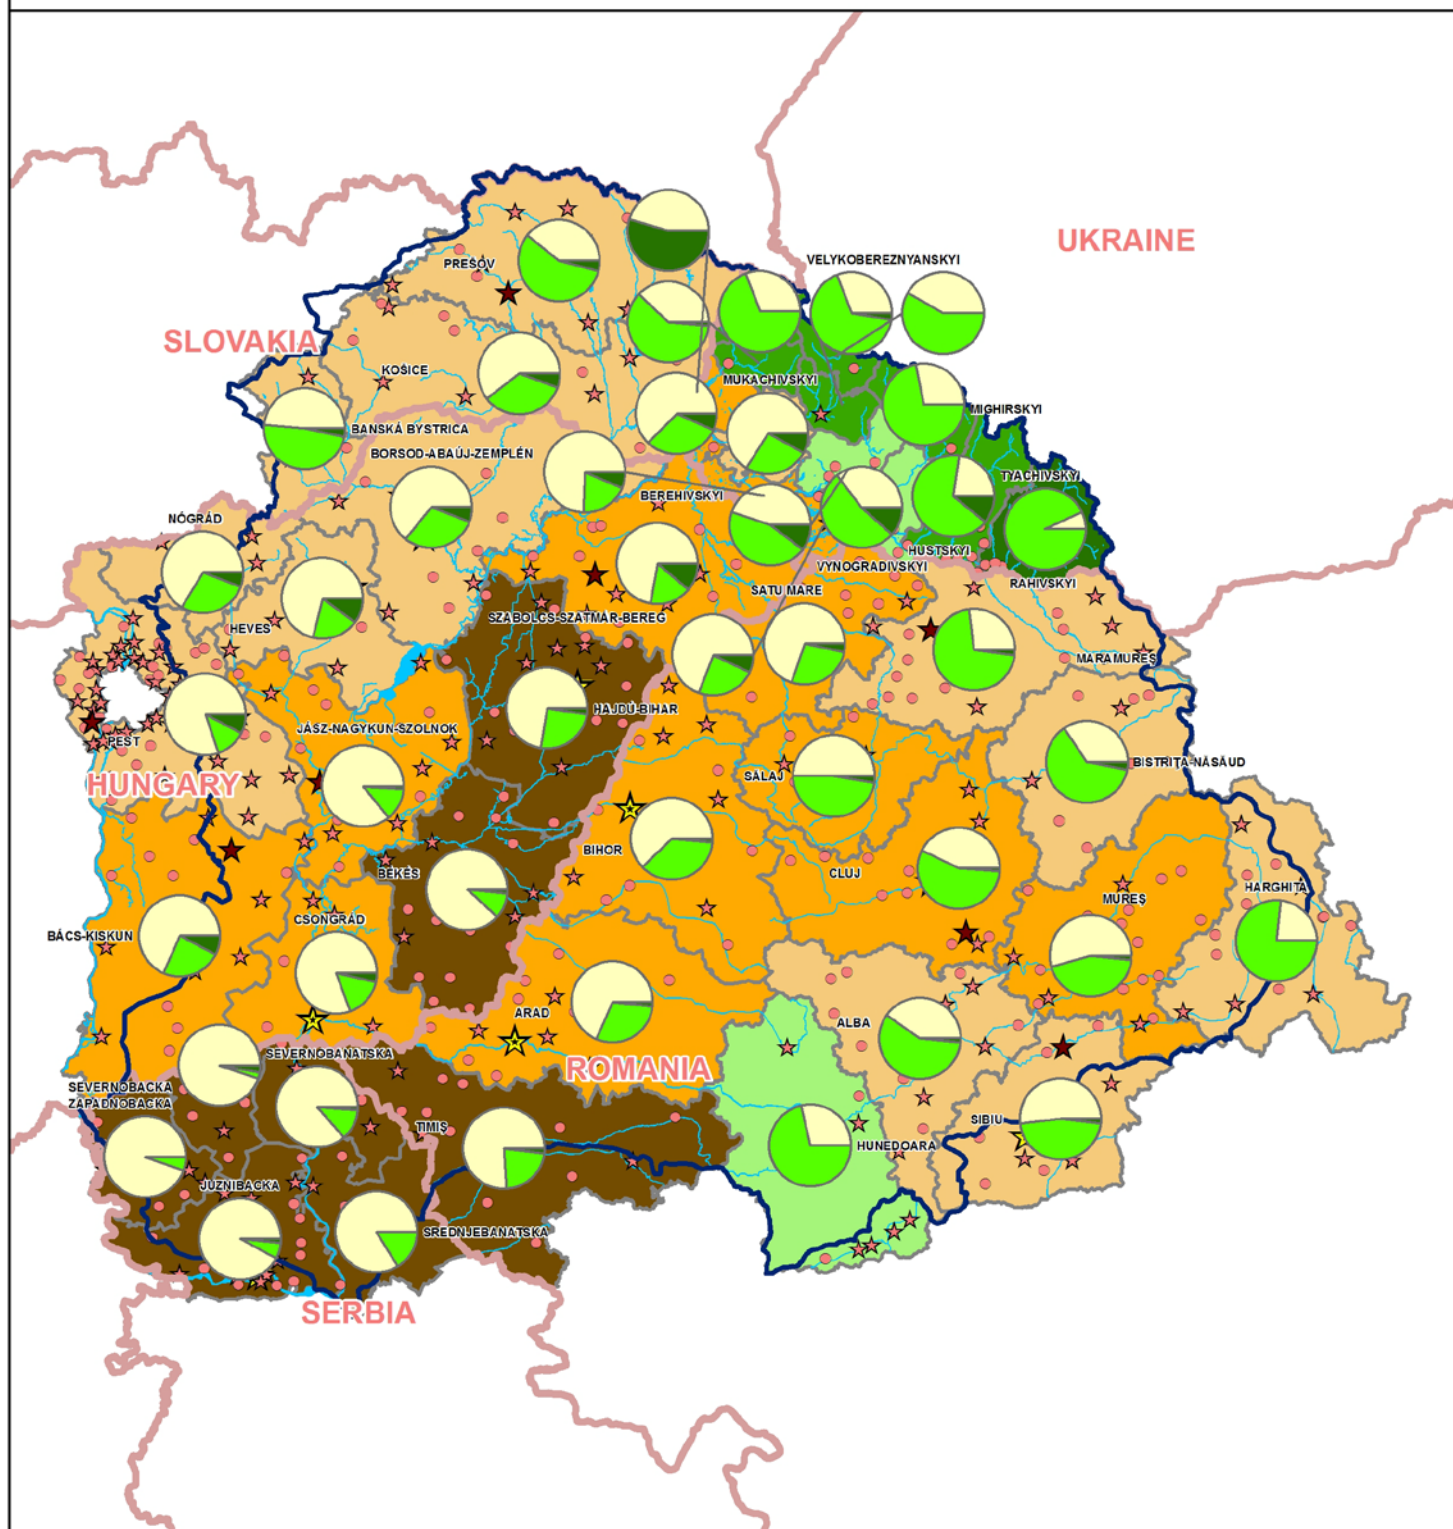 UKRAINE
VELYKOBEREZNYANSKYI
PREŠOV
SLOVAKIA
KOŠICE
MUKACHIVSKYI
MIGHIRSKYI
BANSKÁ BYSTRICA
BORSOD-ABAÚJ-ZEMPLÉN
TYACHIVSKYI
BEREHIVSKYI
NÓGRÁD
HUSTSKYI
VYNOGRADIVSKYI
RAHIVSKYI
SATU MARE
SZABOLCS-SZATMÁR-BEREG
HEVES
MARAMUREŞ
HAJDÚ-BIHAR
JÁSZ-NAGYKUN-SZOLNOK
PEST
BISTRIŢA-NĂSĂUD
SĂLAJ
HUNGARY
BIHOR
CLUJ
BÉKÉS
HARGHITA
MUREŞ
CSONGRÁD
BÁCS-KISKUN
ARAD
ALBA
SEVERNOBANATSKA
ROMANIA
SEVERNOBACKA
ZAPADNOBACKA
SIBIU
TIMIŞ
HUNEDOARA
JUZNIBACKA
SREDNJEBANATSKA
SERBIA